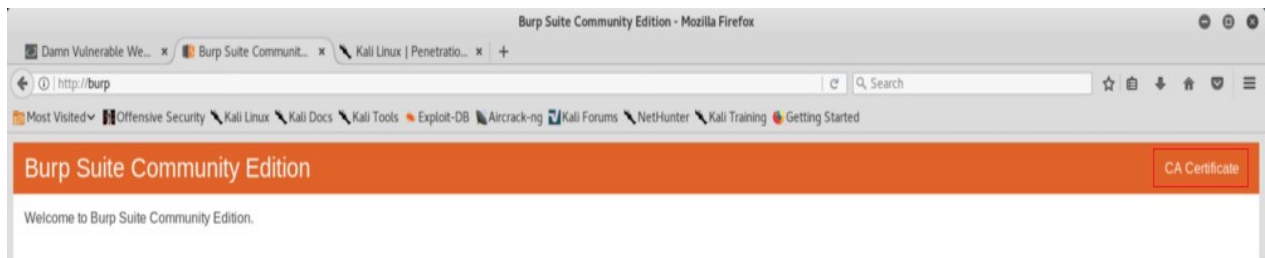 Burp Suite Community Edition - Mozilla Firefox
Damn Vulnerable We... × Burp Suite Communit... × Kali Linux | Penetratio... × +
http://burp Search
Most Visited Offensive Security Kali Linux Kali Docs Kali Tools Exploit-DB Aircrack-ng Kali Forums NetHunter Kali Training Getting Started
Burp Suite Community Edition CA Certificate
Welcome to Burp Suite Community Edition.